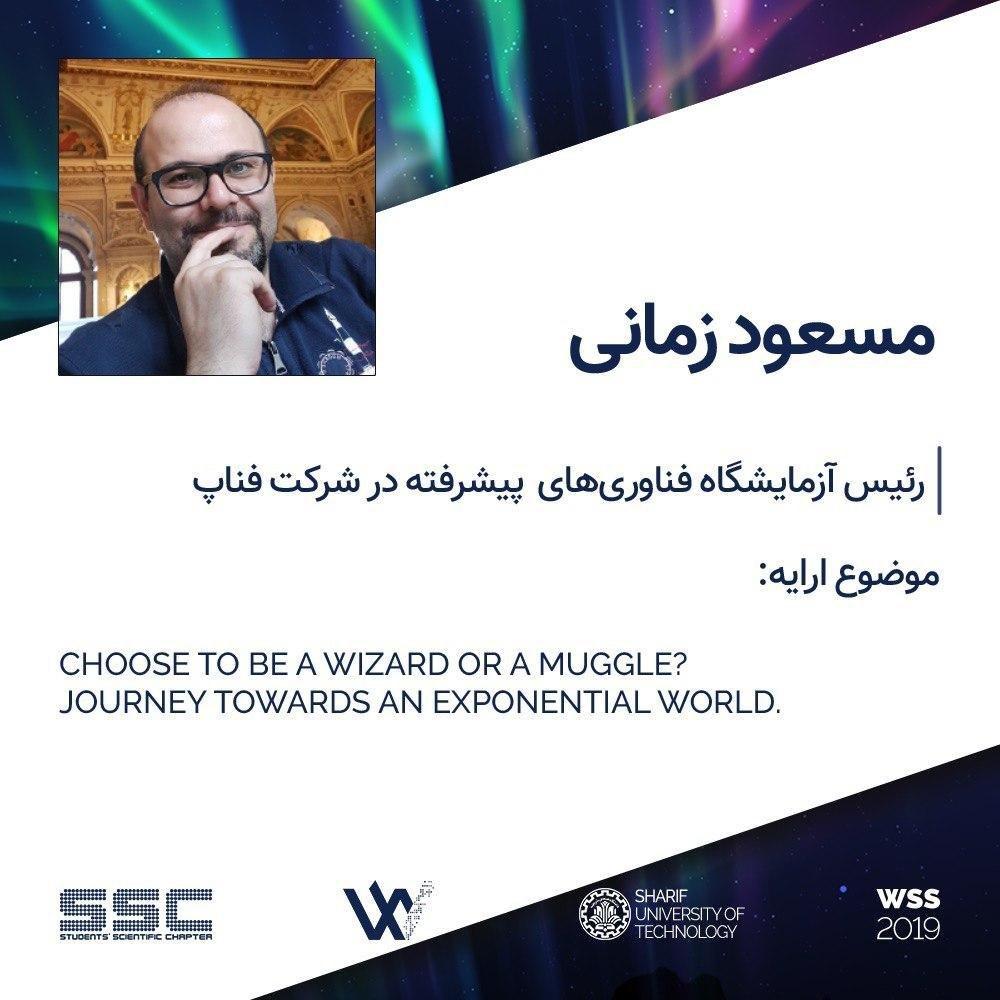 مسعود زمانی
رئیس آزمایشگاه فناوری‌های پیشرفته در شرکت فناپ
موضوع ارایه:
CHOOSE TO BE A WIZARD OR A MUGGLE?
JOURNEY TOWARDS AN EXPONENTIAL WORLD.
SSC
STUDENTS' SCIENTIFIC CHAPTER
W
SHARIF
UNIVERSITY OF
TECHNOLOGY
WSS
2019